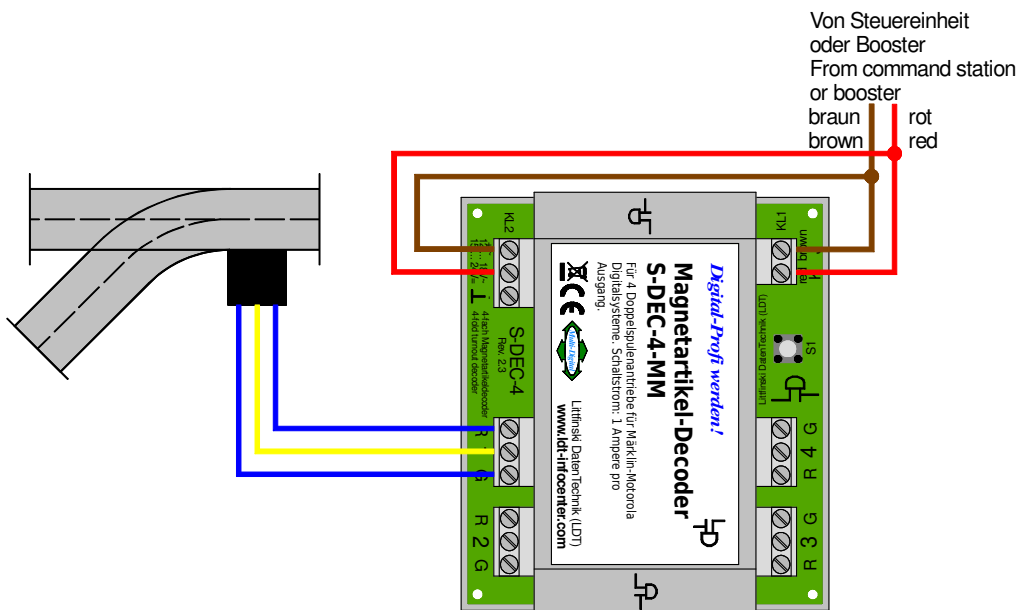 Von Steuereinheit
oder Booster
From command station
or booster
braun
rot
brown
red
KL2
KL1
red brown
4-fach Magnetartikeldecoder
4-fold turnout decoder
S-DEC-4
Rev. 2.3
Digital-Profi werden!
Magnetartikel-Decoder
S-DEC-4-MM
Für 4 Doppelspulenantriebe für Märklin-Motorola
Digitalsysteme. Schaltstrom: 1 Ampere pro
Ausgang.
CE
Multi-Digital
Littfinski DatenTechnik (LDT)
www.ldt-infocenter.com
Littfinski DatenTechnik (LDT)
S1
R
G
R 2 G
R 4 G
R 3 G